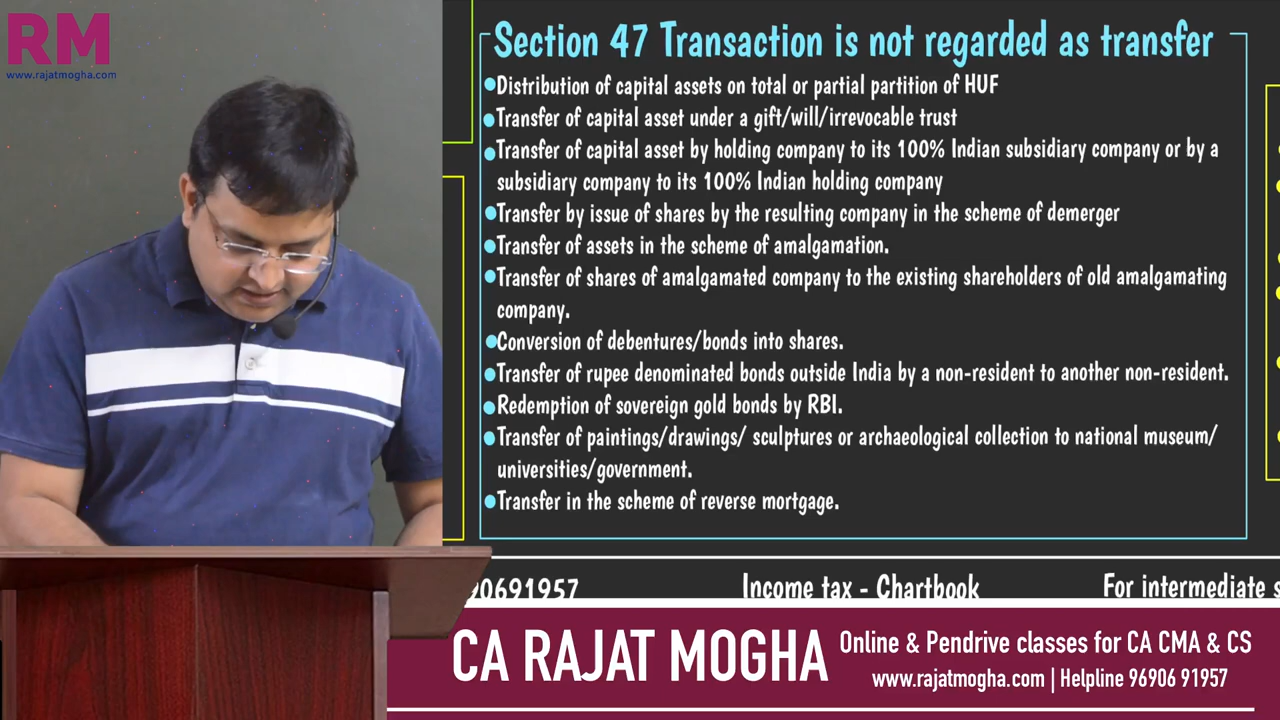 RM
www.rajatmogha.com
Section 47 Transaction is not regarded as transfer
Distribution of capital assets on total or partial partition of HUF
Transfer of capital asset under a gift/will/irrevocable trust
Transfer of capital asset by holding company to its 100% Indian subsidiary company or by a
subsidiary company to its 100% Indian holding company
Transfer by issue of shares by the resulting company in the scheme of demerger
Transfer of assets in the scheme of amalgamation.
Transfer of shares of amalgamated company to the existing shareholders of old amalgamating
company.
Conversion of debentures/bonds into shares.
Transfer of rupee denominated bonds outside India by a non-resident to another non-resident.
Redemption of sovereign gold bonds by RBI.
Transfer of paintings/drawings/ sculptures or archaeological collection to national museum/
universities/government.
Transfer in the scheme of reverse mortgage.
90691957 Income tax - Chartbook For intermediate s
CA RAJAT MOGHA
Online & Pendrive classes for CA CMA & CS
www.rajatmogha.com | Helpline 96906 91957